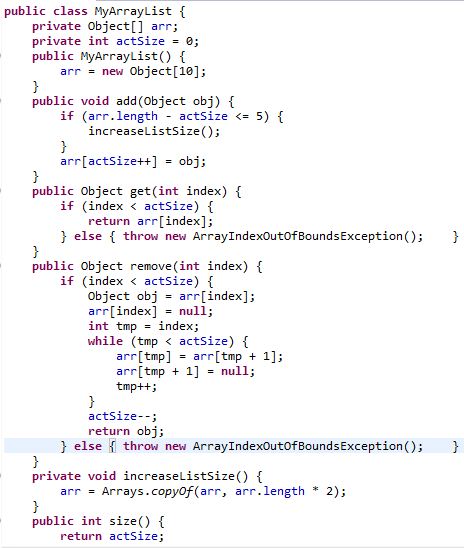 public class MyArrayList {
    private Object[] arr;
    private int actSize = 0;
    public MyArrayList() {
        arr = new Object[10];
    }
    public void add(Object obj) {
        if (arr.length - actSize <= 5) {
            increaseListSize();
        }
        arr[actSize++] = obj;
    }
    public Object get(int index) {
        if (index < actSize) {
            return arr[index];
        } else { throw new ArrayIndexOutOfBoundsException();    }
    }
    public Object remove(int index) {
        if (index < actSize) {
            Object obj = arr[index];
            arr[index] = null;
            int tmp = index;
            while (tmp < actSize) {
                arr[tmp] = arr[tmp + 1];
                arr[tmp + 1] = null;
                tmp++;
            }
            actSize--;
            return obj;
        } else { throw new ArrayIndexOutOfBoundsException();    }
    }
    private void increaseListSize() {
        arr = Arrays.copyOf(arr, arr.length * 2);
    }
    public int size() {
        return actSize;